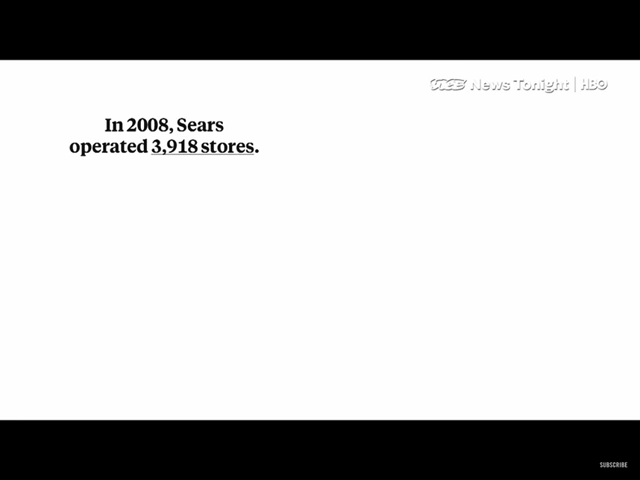 VICE News Tonight | HBO
In 2008, Sears
operated 3,918 stores.
SUBSCRIBE